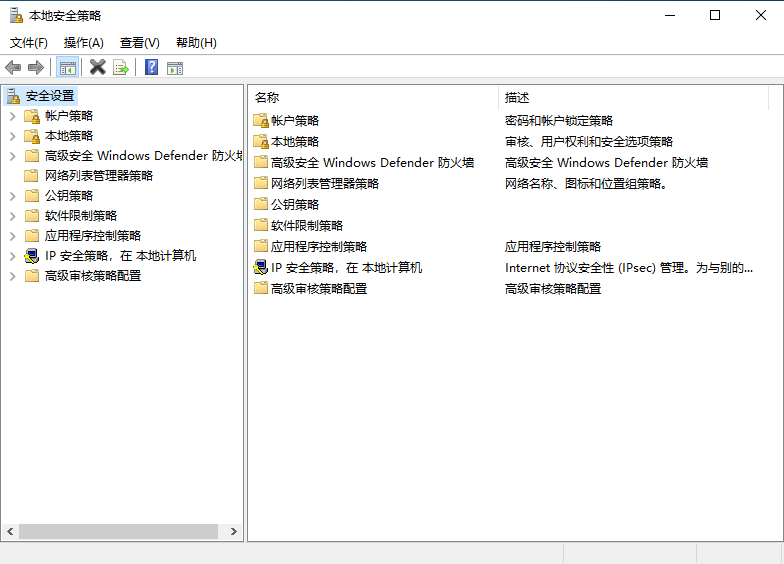 本地安全策略
文件(F) 操作(A) 查看(V) 帮助(H)
安全设置
帐户策略
本地策略
高级安全 Windows Defender 防火墙
网络列表管理器策略
公钥策略
软件限制策略
应用程序控制策略
IP 安全策略，在 本地计算机
高级审核策略配置
名称 描述
帐户策略 密码和帐户锁定策略
本地策略 审核、用户权利和安全选项策略
高级安全 Windows Defender 防火墙 高级安全 Windows Defender 防火墙
网络列表管理器策略 网络名称、图标和位置组策略。
公钥策略
软件限制策略
应用程序控制策略 应用程序控制策略
IP 安全策略，在 本地计算机 Internet 协议安全性 (IPsec) 管理。为与别的...
高级审核策略配置 高级审核策略配置